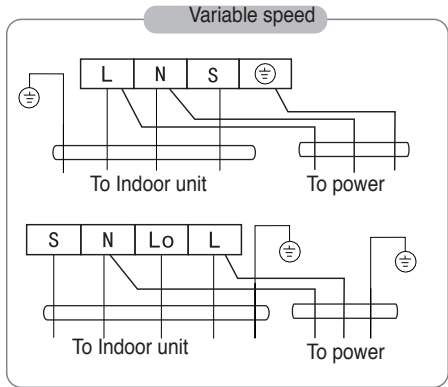 Variable speed
L N S
To Indoor unit To power
S N Lo L
To Indoor unit To power